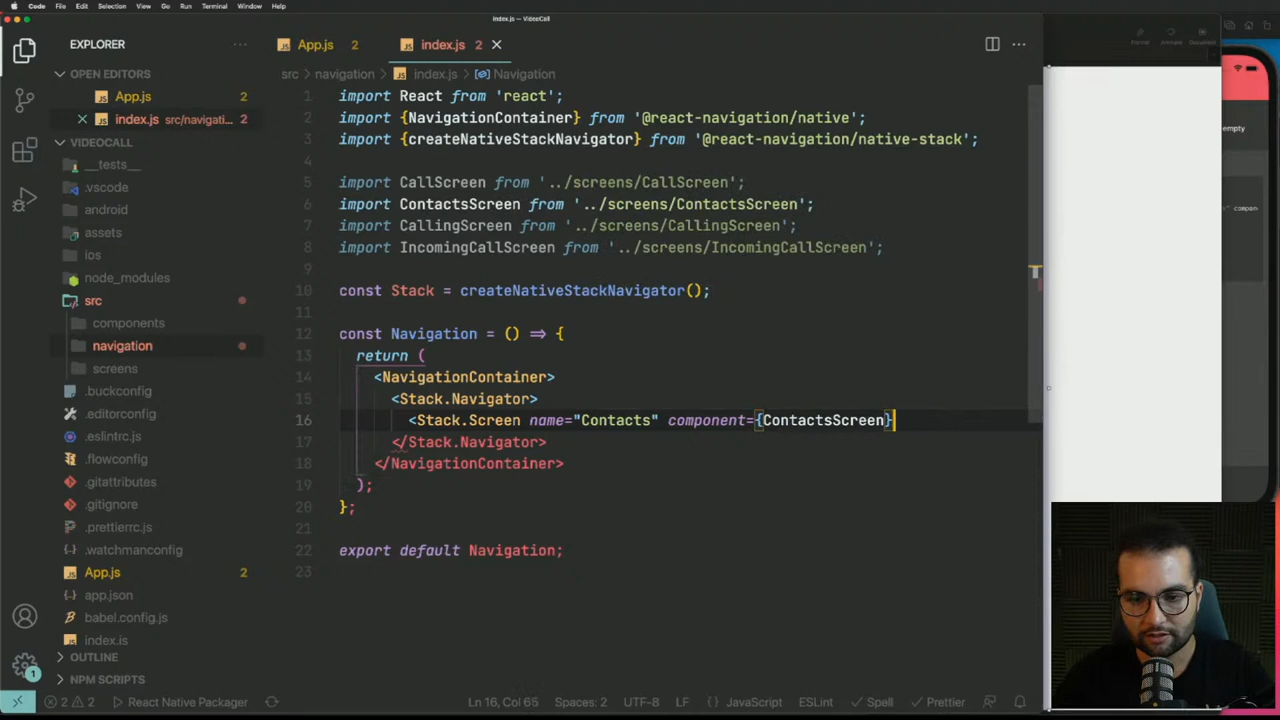 Code File Edit Selection View Go Run Terminal Window Help
index.js — VideoCall
EXPLORER
App.js 2
index.js 2
src › navigation › index.js › Navigation
OPEN EDITORS
App.js 2
index.js src/navigati... 2
VIDEOCALL
__tests__
.vscode
android
assets
ios
node_modules
src
components
navigation
screens
.buckconfig
.editorconfig
.eslintrc.js
.flowconfig
.gitattributes
.gitignore
.prettierrc.js
.watchmanconfig
App.js 2
app.json
babel.config.js
index.js
OUTLINE
NPM SCRIPTS
1 import React from 'react';
2 import {NavigationContainer} from '@react-navigation/native';
3 import {createNativeStackNavigator} from '@react-navigation/native-stack';
4
5 import CallScreen from '../screens/CallScreen';
6 import ContactsScreen from '../screens/ContactsScreen';
7 import CallingScreen from '../screens/CallingScreen';
8 import IncomingCallScreen from '../screens/IncomingCallScreen';
9
10 const Stack = createNativeStackNavigator();
11
12 const Navigation = () => {
13 return (
14 <NavigationContainer>
15 <Stack.Navigator>
16 <Stack.Screen name="Contacts" component={ContactsScreen}
17 </Stack.Navigator>
18 </NavigationContainer>
19 );
20 };
21
22 export default Navigation;
23
Format Animate Document
empty
" compon
1
2 2 React Native Packager
Ln 16, Col 65 Spaces: 2 UTF-8 LF {} JavaScript ESLint Spell Prettier